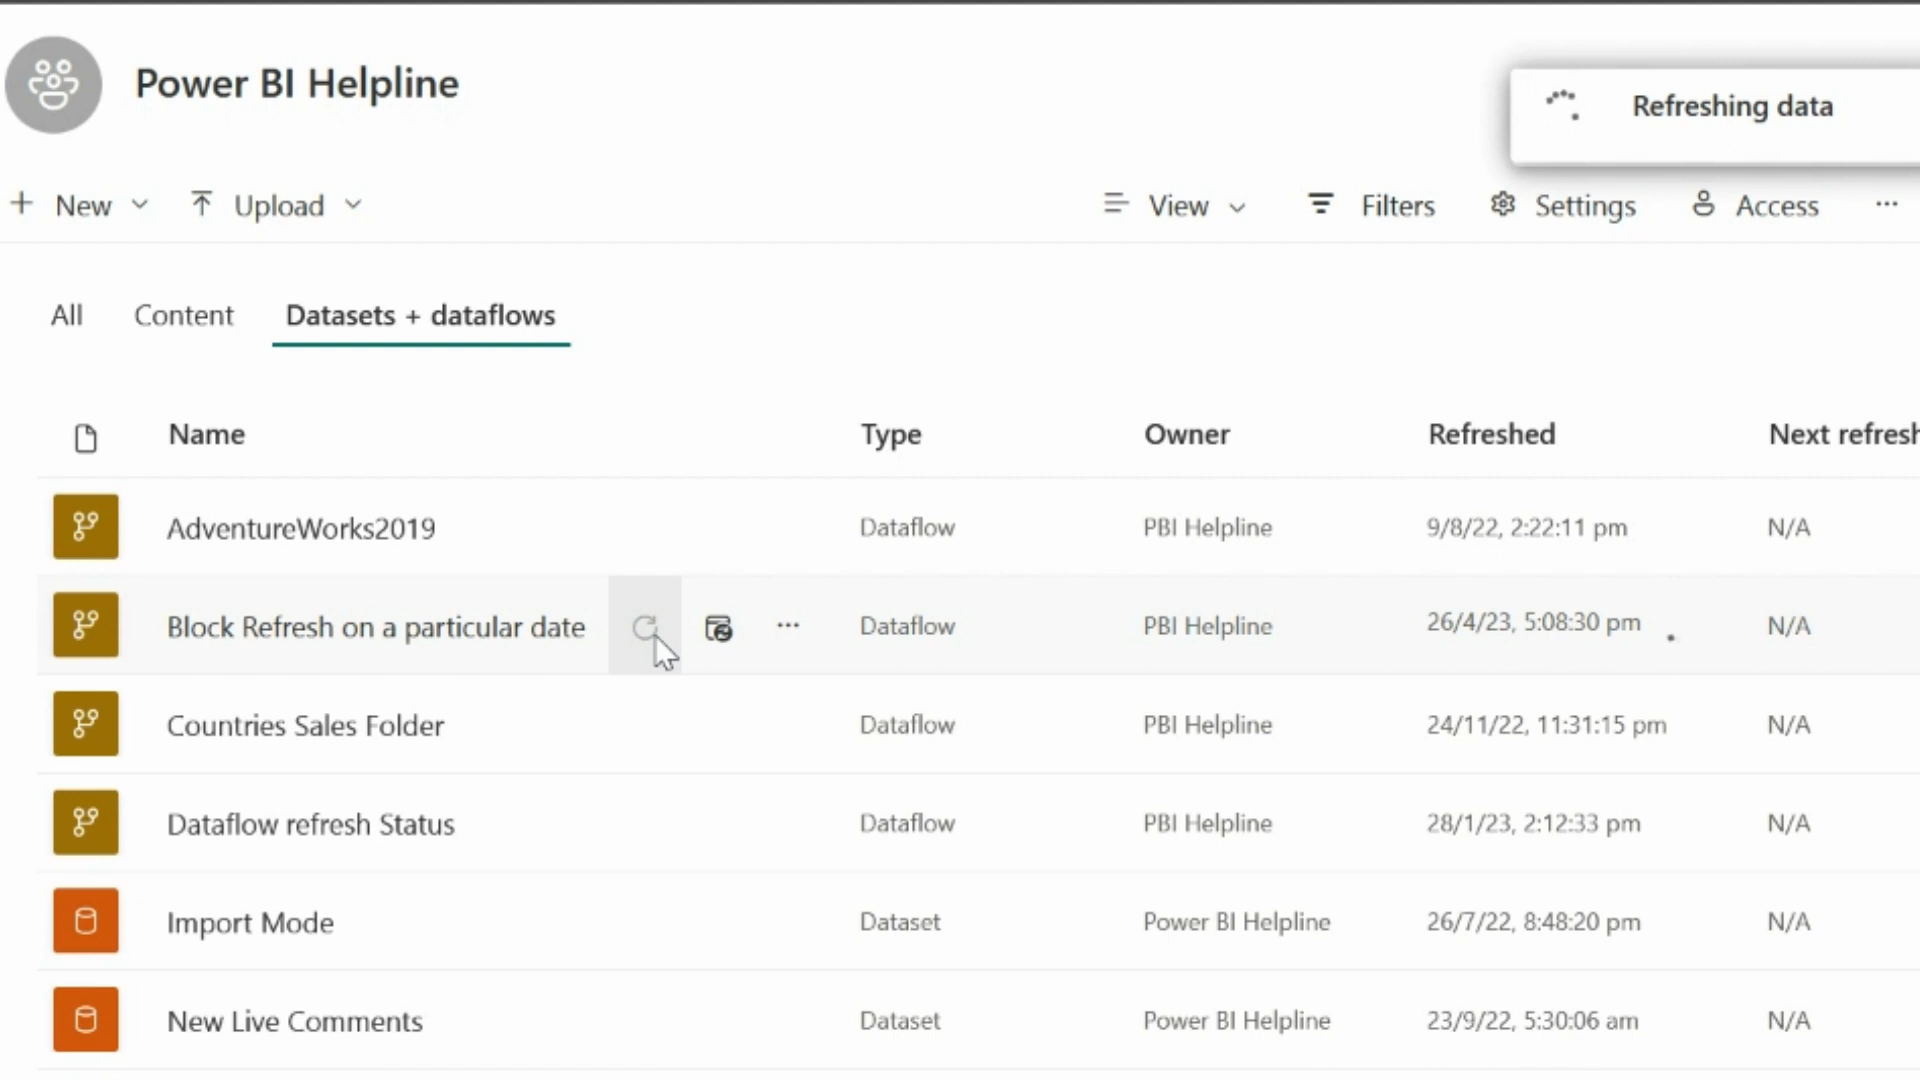 Power BI Helpline
Refreshing data
+ New Upload View Filters Settings Access ...
All Content Datasets + dataflows
Name Type Owner Refreshed Next refresh
AdventureWorks2019 Dataflow PBI Helpline 9/8/22, 2:22:11 pm N/A
Block Refresh on a particular date ... Dataflow PBI Helpline 26/4/23, 5:08:30 pm N/A
Countries Sales Folder Dataflow PBI Helpline 24/11/22, 11:31:15 pm N/A
Dataflow refresh Status Dataflow PBI Helpline 28/1/23, 2:12:33 pm N/A
Import Mode Dataset Power BI Helpline 26/7/22, 8:48:20 pm N/A
New Live Comments Dataset Power BI Helpline 23/9/22, 5:30:06 am N/A